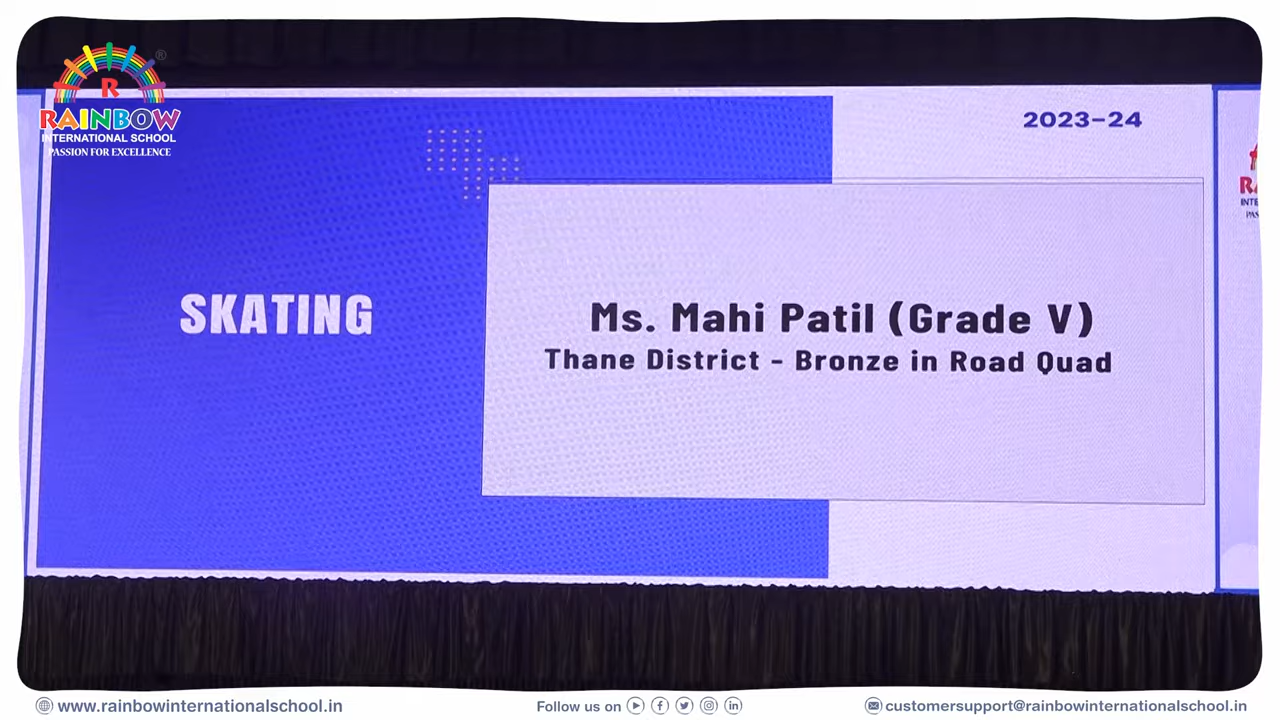 R
RAINBOW
INTERNATIONAL SCHOOL
PASSION FOR EXCELLENCE
2023-24
SKATING
Ms. Mahi Patil (Grade V)
Thane District - Bronze in Road Quad
www.rainbowinternationalschool.in
Follow us on
customersupport@rainbowinternationalschool.in